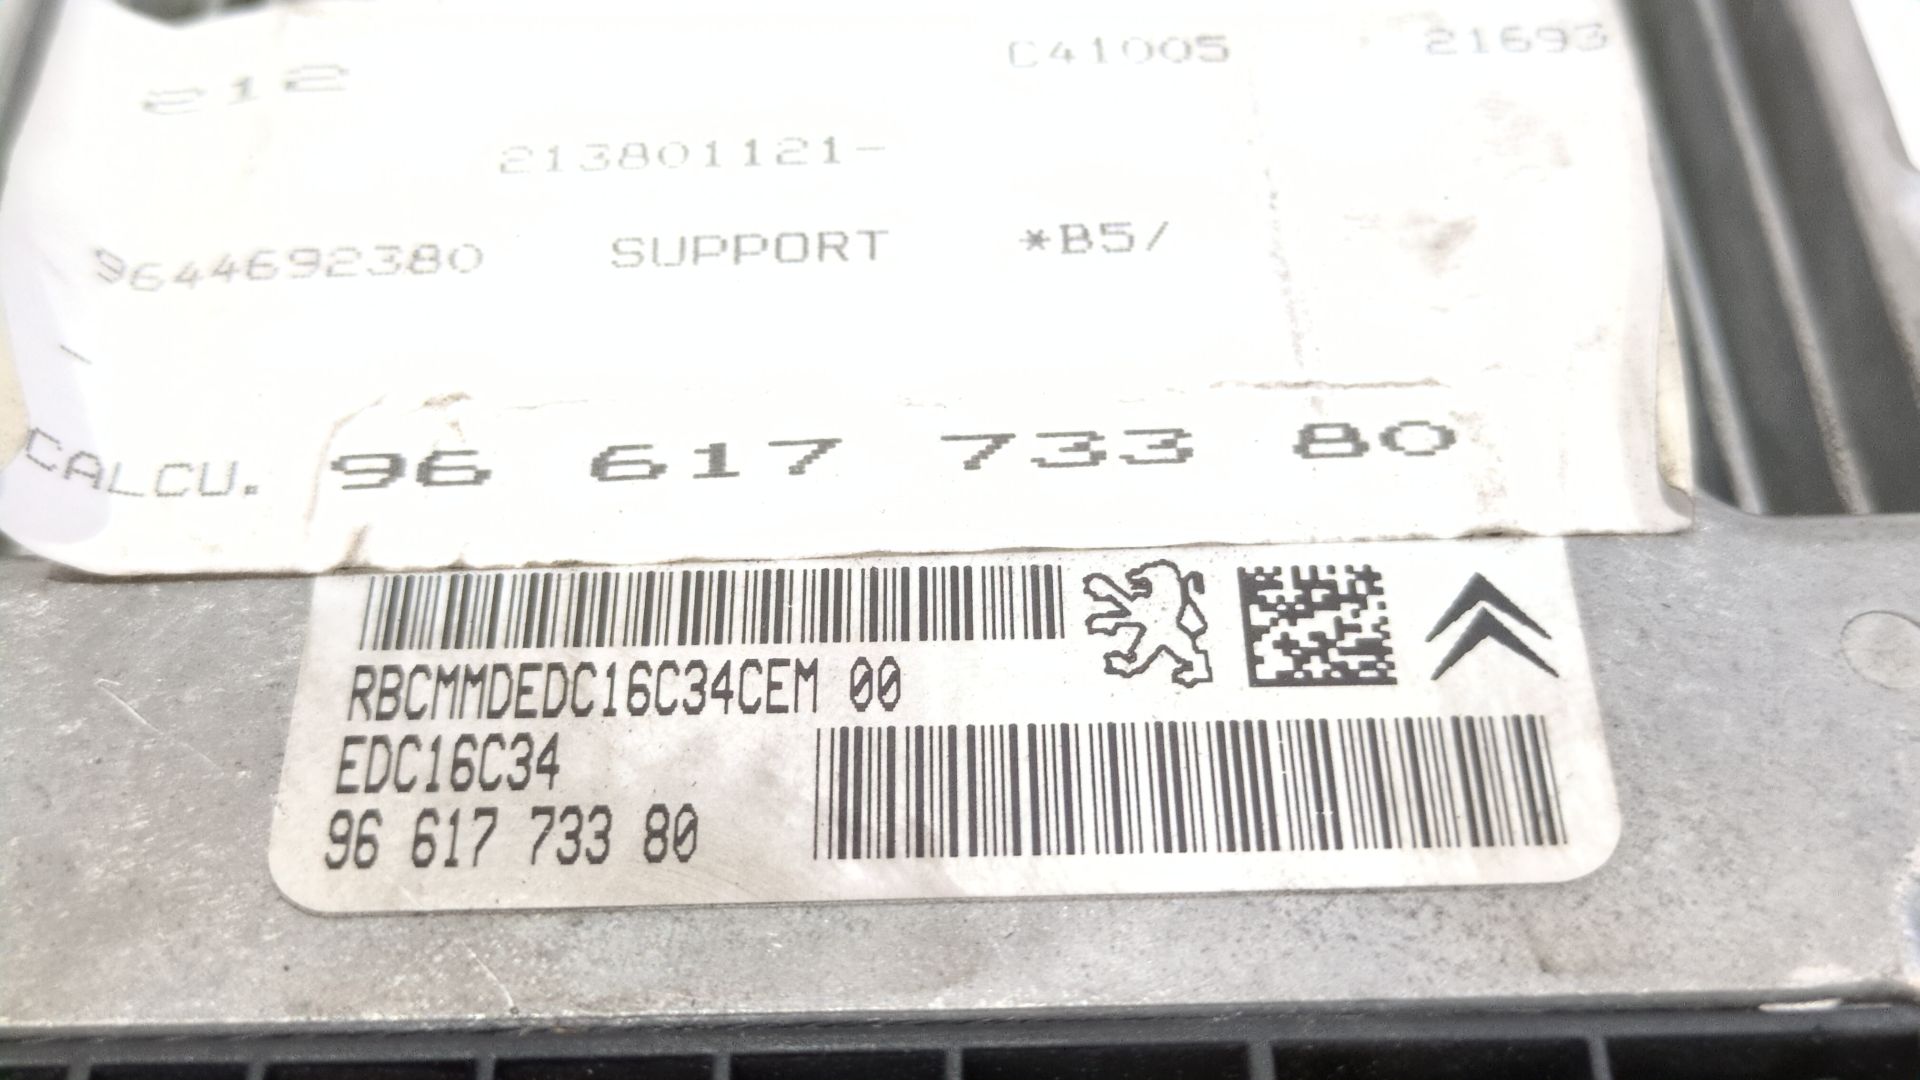 212 C41005 21693
213801121-
9644692380 SUPPORT *B5/
CALCU. 96 617 733 80
RBCMMDEDC16C34CEM 00
EDC16C34
96 617 733 80